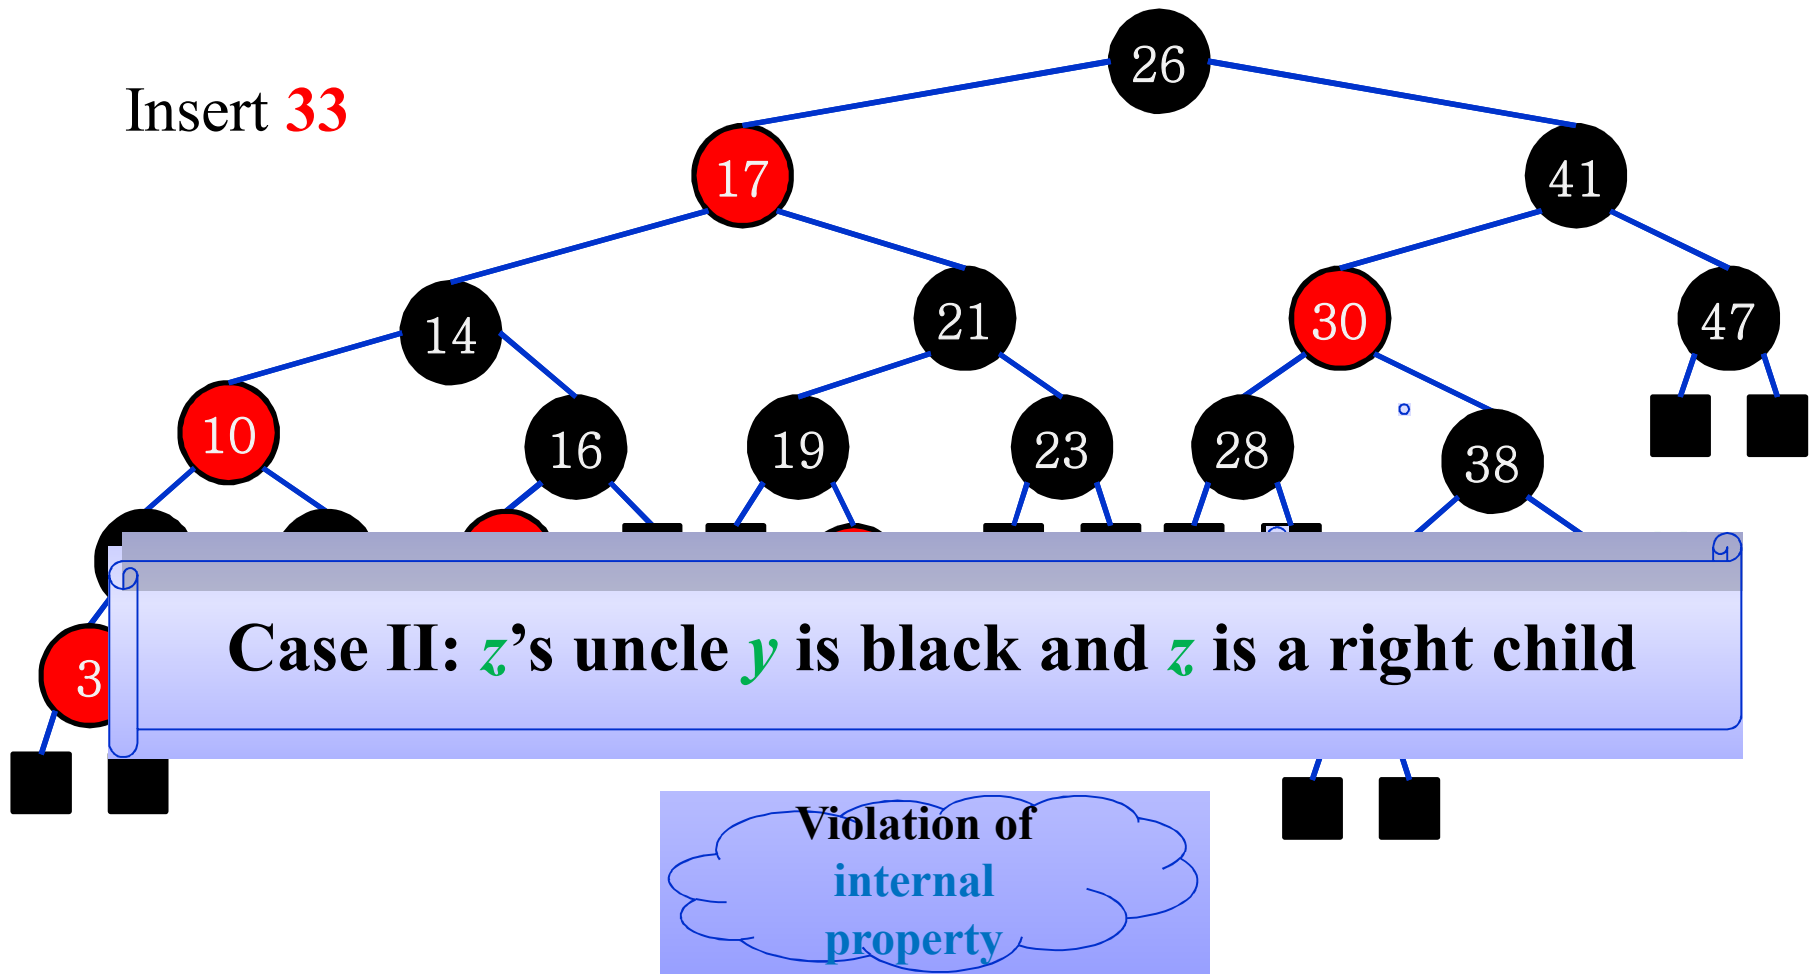 26
Insert 33
17
41
14
21
30
47
10
16
19
23
28
38
Case II: z’s uncle y is black and z is a right child
3
Violation of
internal
property